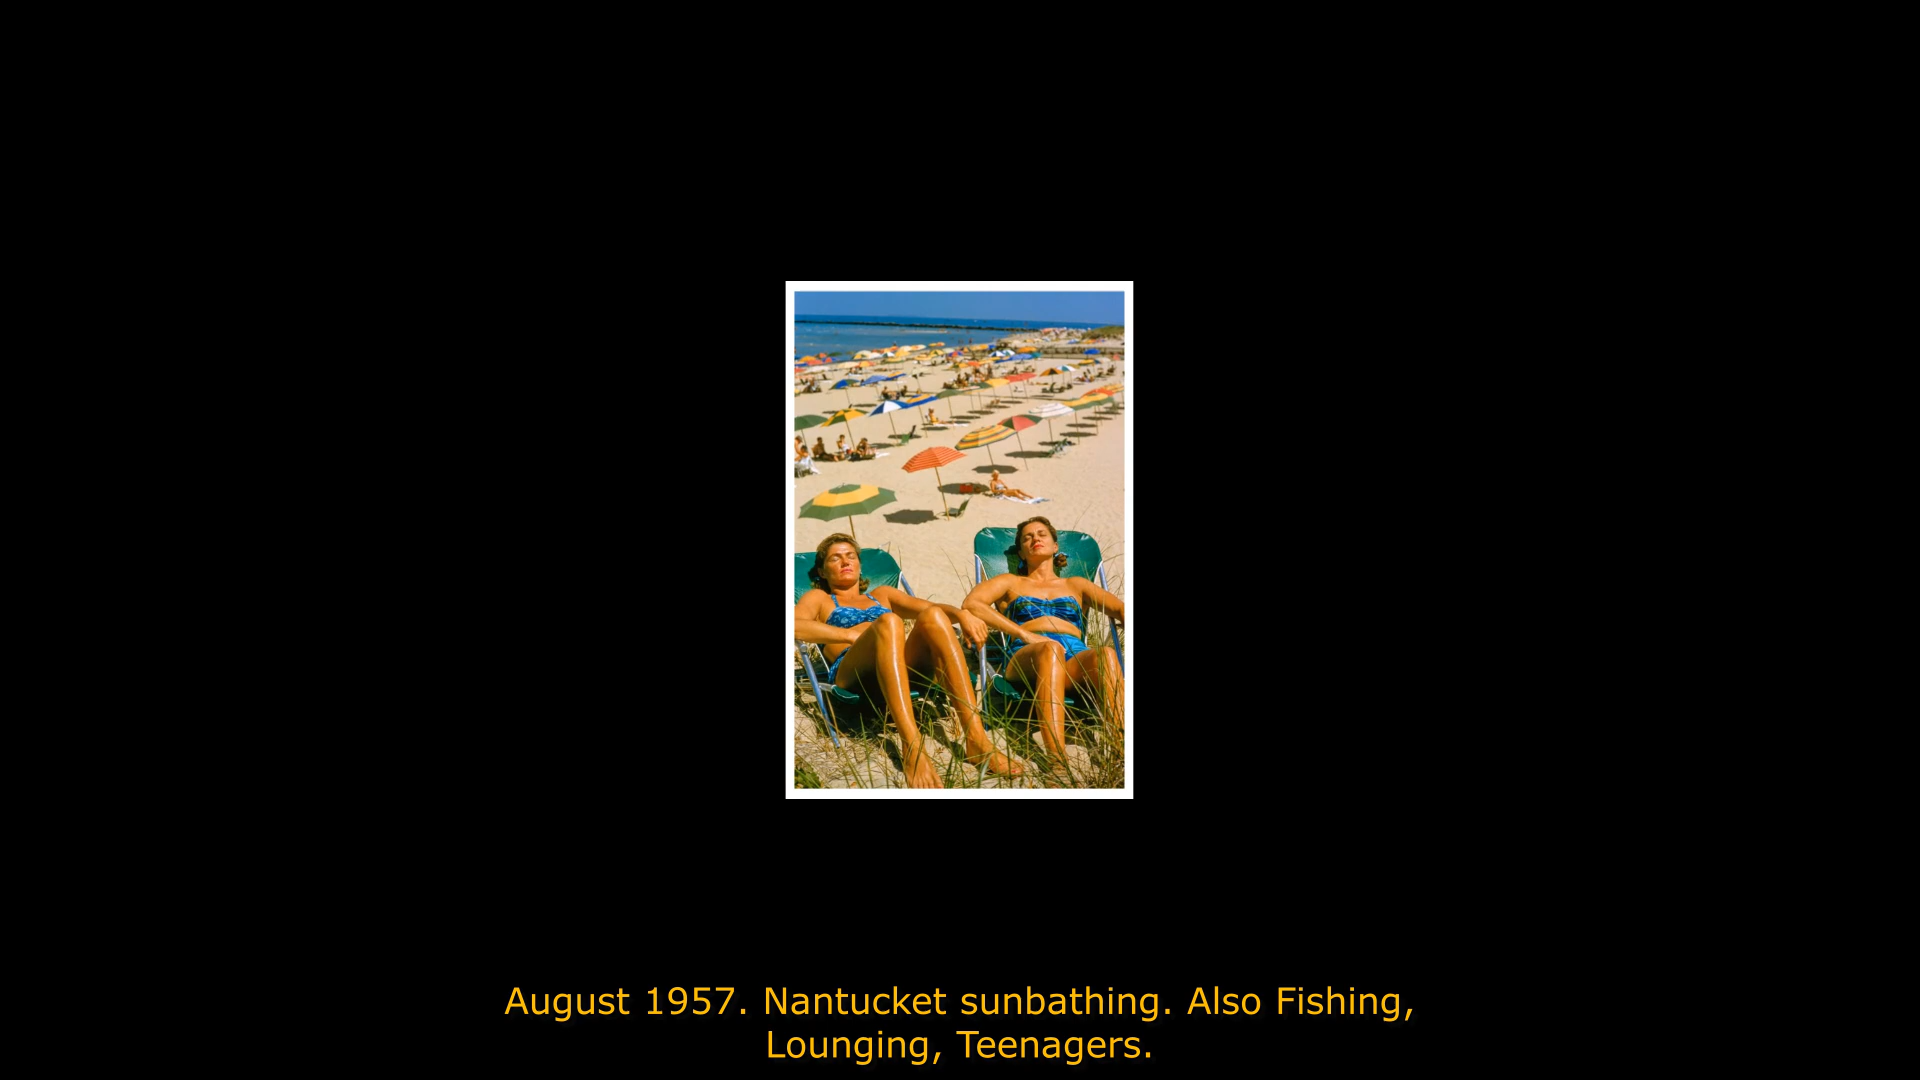 August 1957. Nantucket sunbathing. Also Fishing,
Lounging, Teenagers.